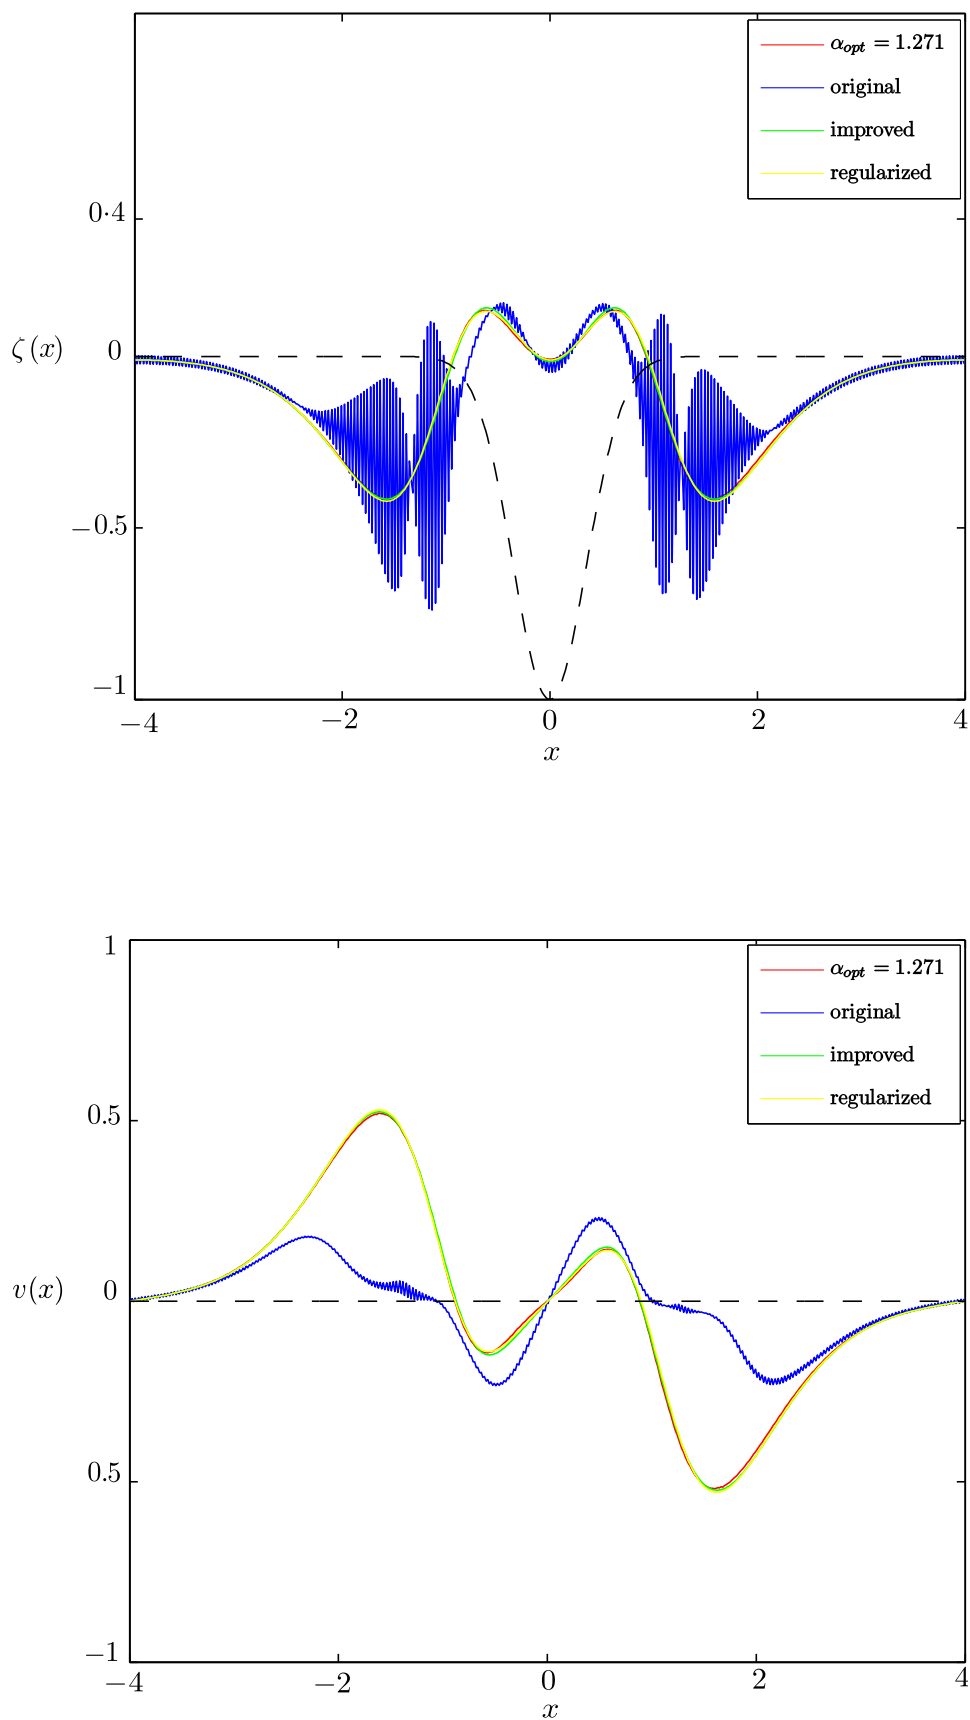 α_opt = 1.271
original
improved
regularized
0·4
ζ(x)
0
−0.5
−1
−4
−2
0
2
4
x
1
α_opt = 1.271
original
improved
regularized
0.5
v(x)
0
0.5
−1
−4
−2
0
2
4
x